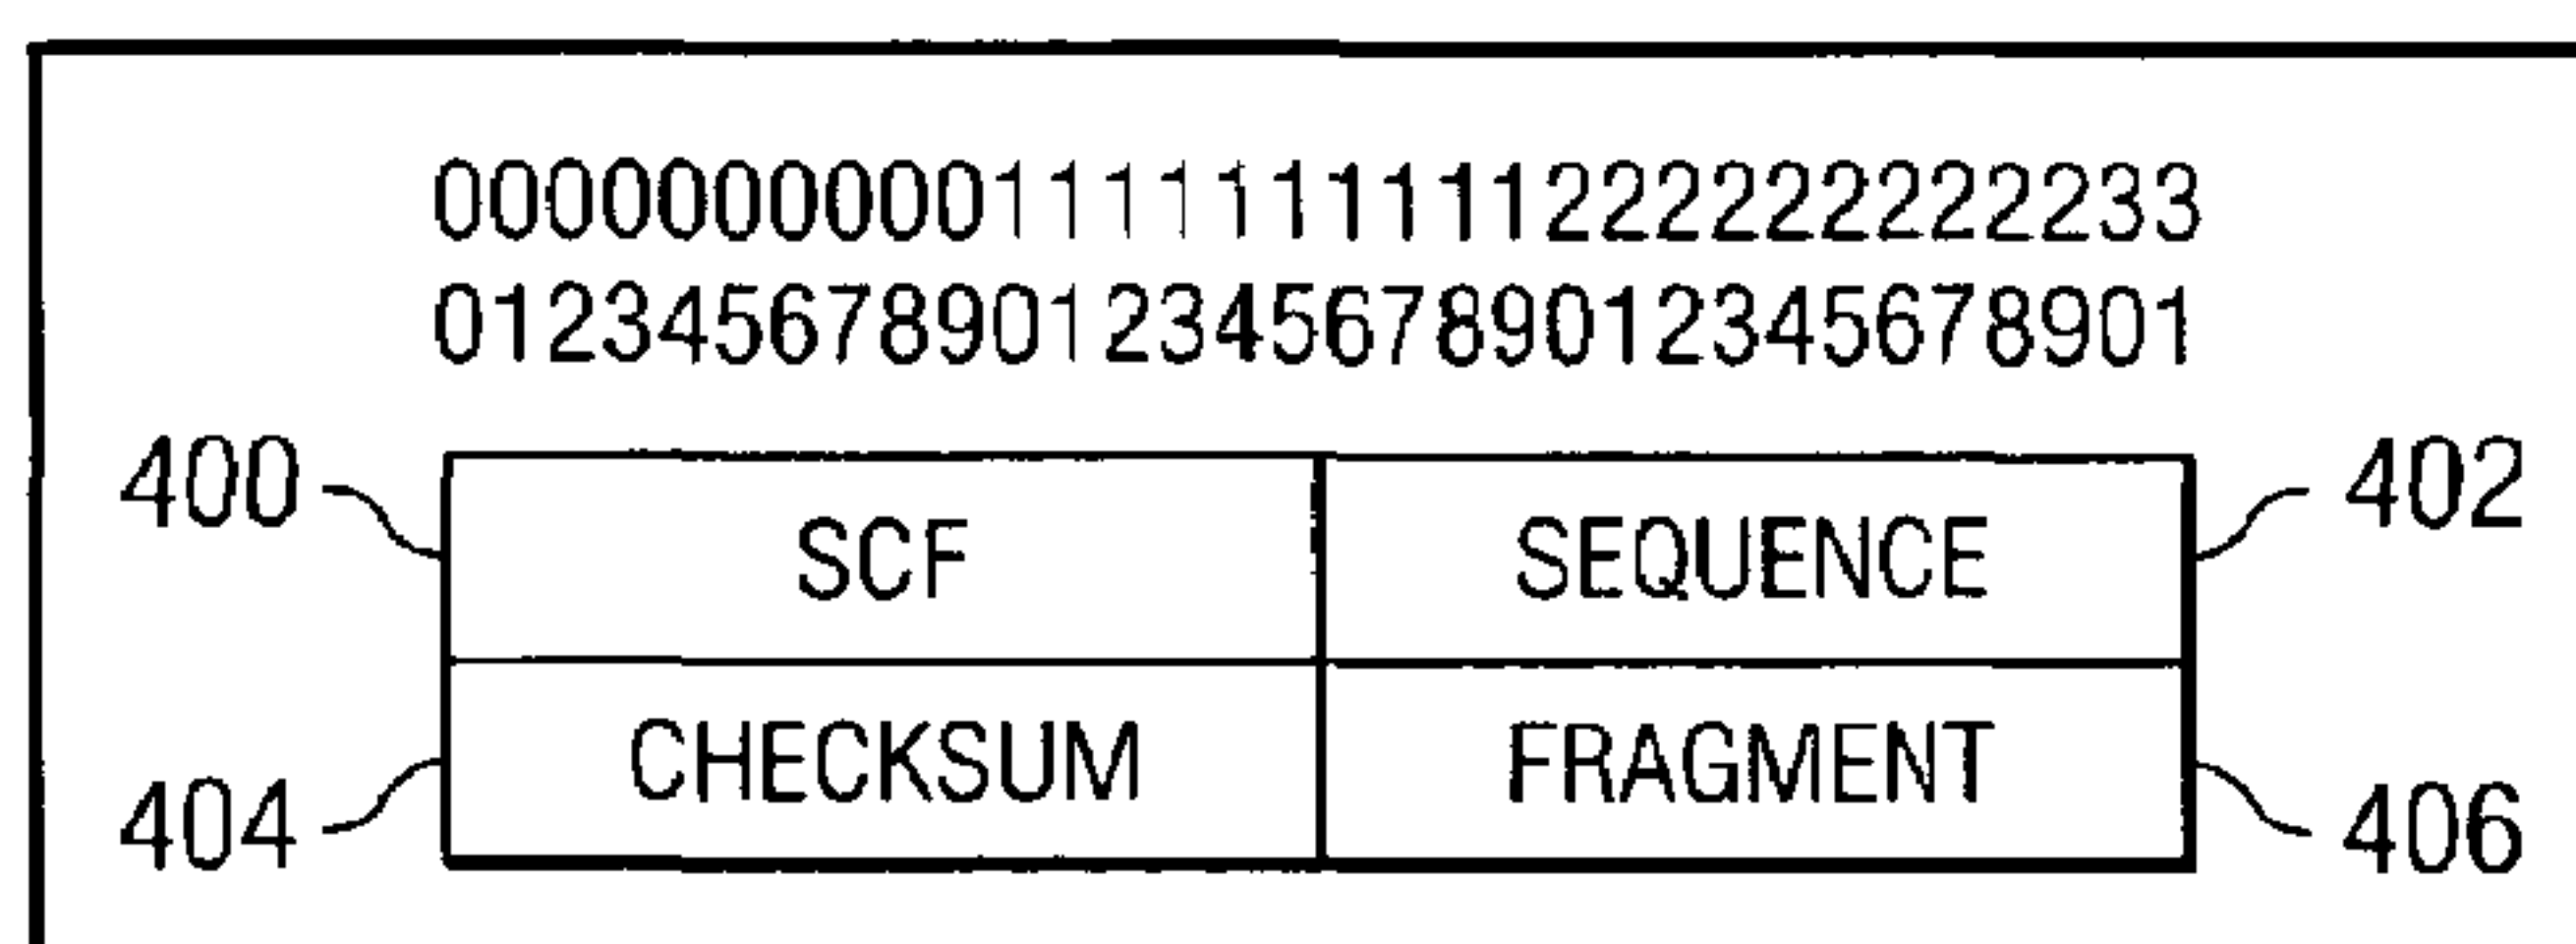 00000000001111111111222222222233
01234567890123456789012345678901
400 SCF SEQUENCE 402
404 CHECKSUM FRAGMENT 406